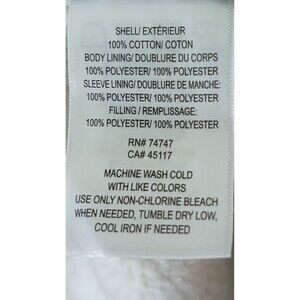 SHELL/ EXTÉRIEUR
100% COTTON/ COTON
BODY LINING/ DOUBLURE DU CORPS
100% POLYESTER/ 100% POLYESTER
SLEEVE LINING/ DOUBLURE DE MANCHE:
100% POLYESTER/ 100% POLYESTER
FILLING / REMPLISSAGE:
100% POLYESTER/ 100% POLYESTER
RN# 74747
CA# 45117
MACHINE WASH COLD
WITH LIKE COLORS
USE ONLY NON-CHLORINE BLEACH
WHEN NEEDED, TUMBLE DRY LOW,
COOL IRON IF NEEDED